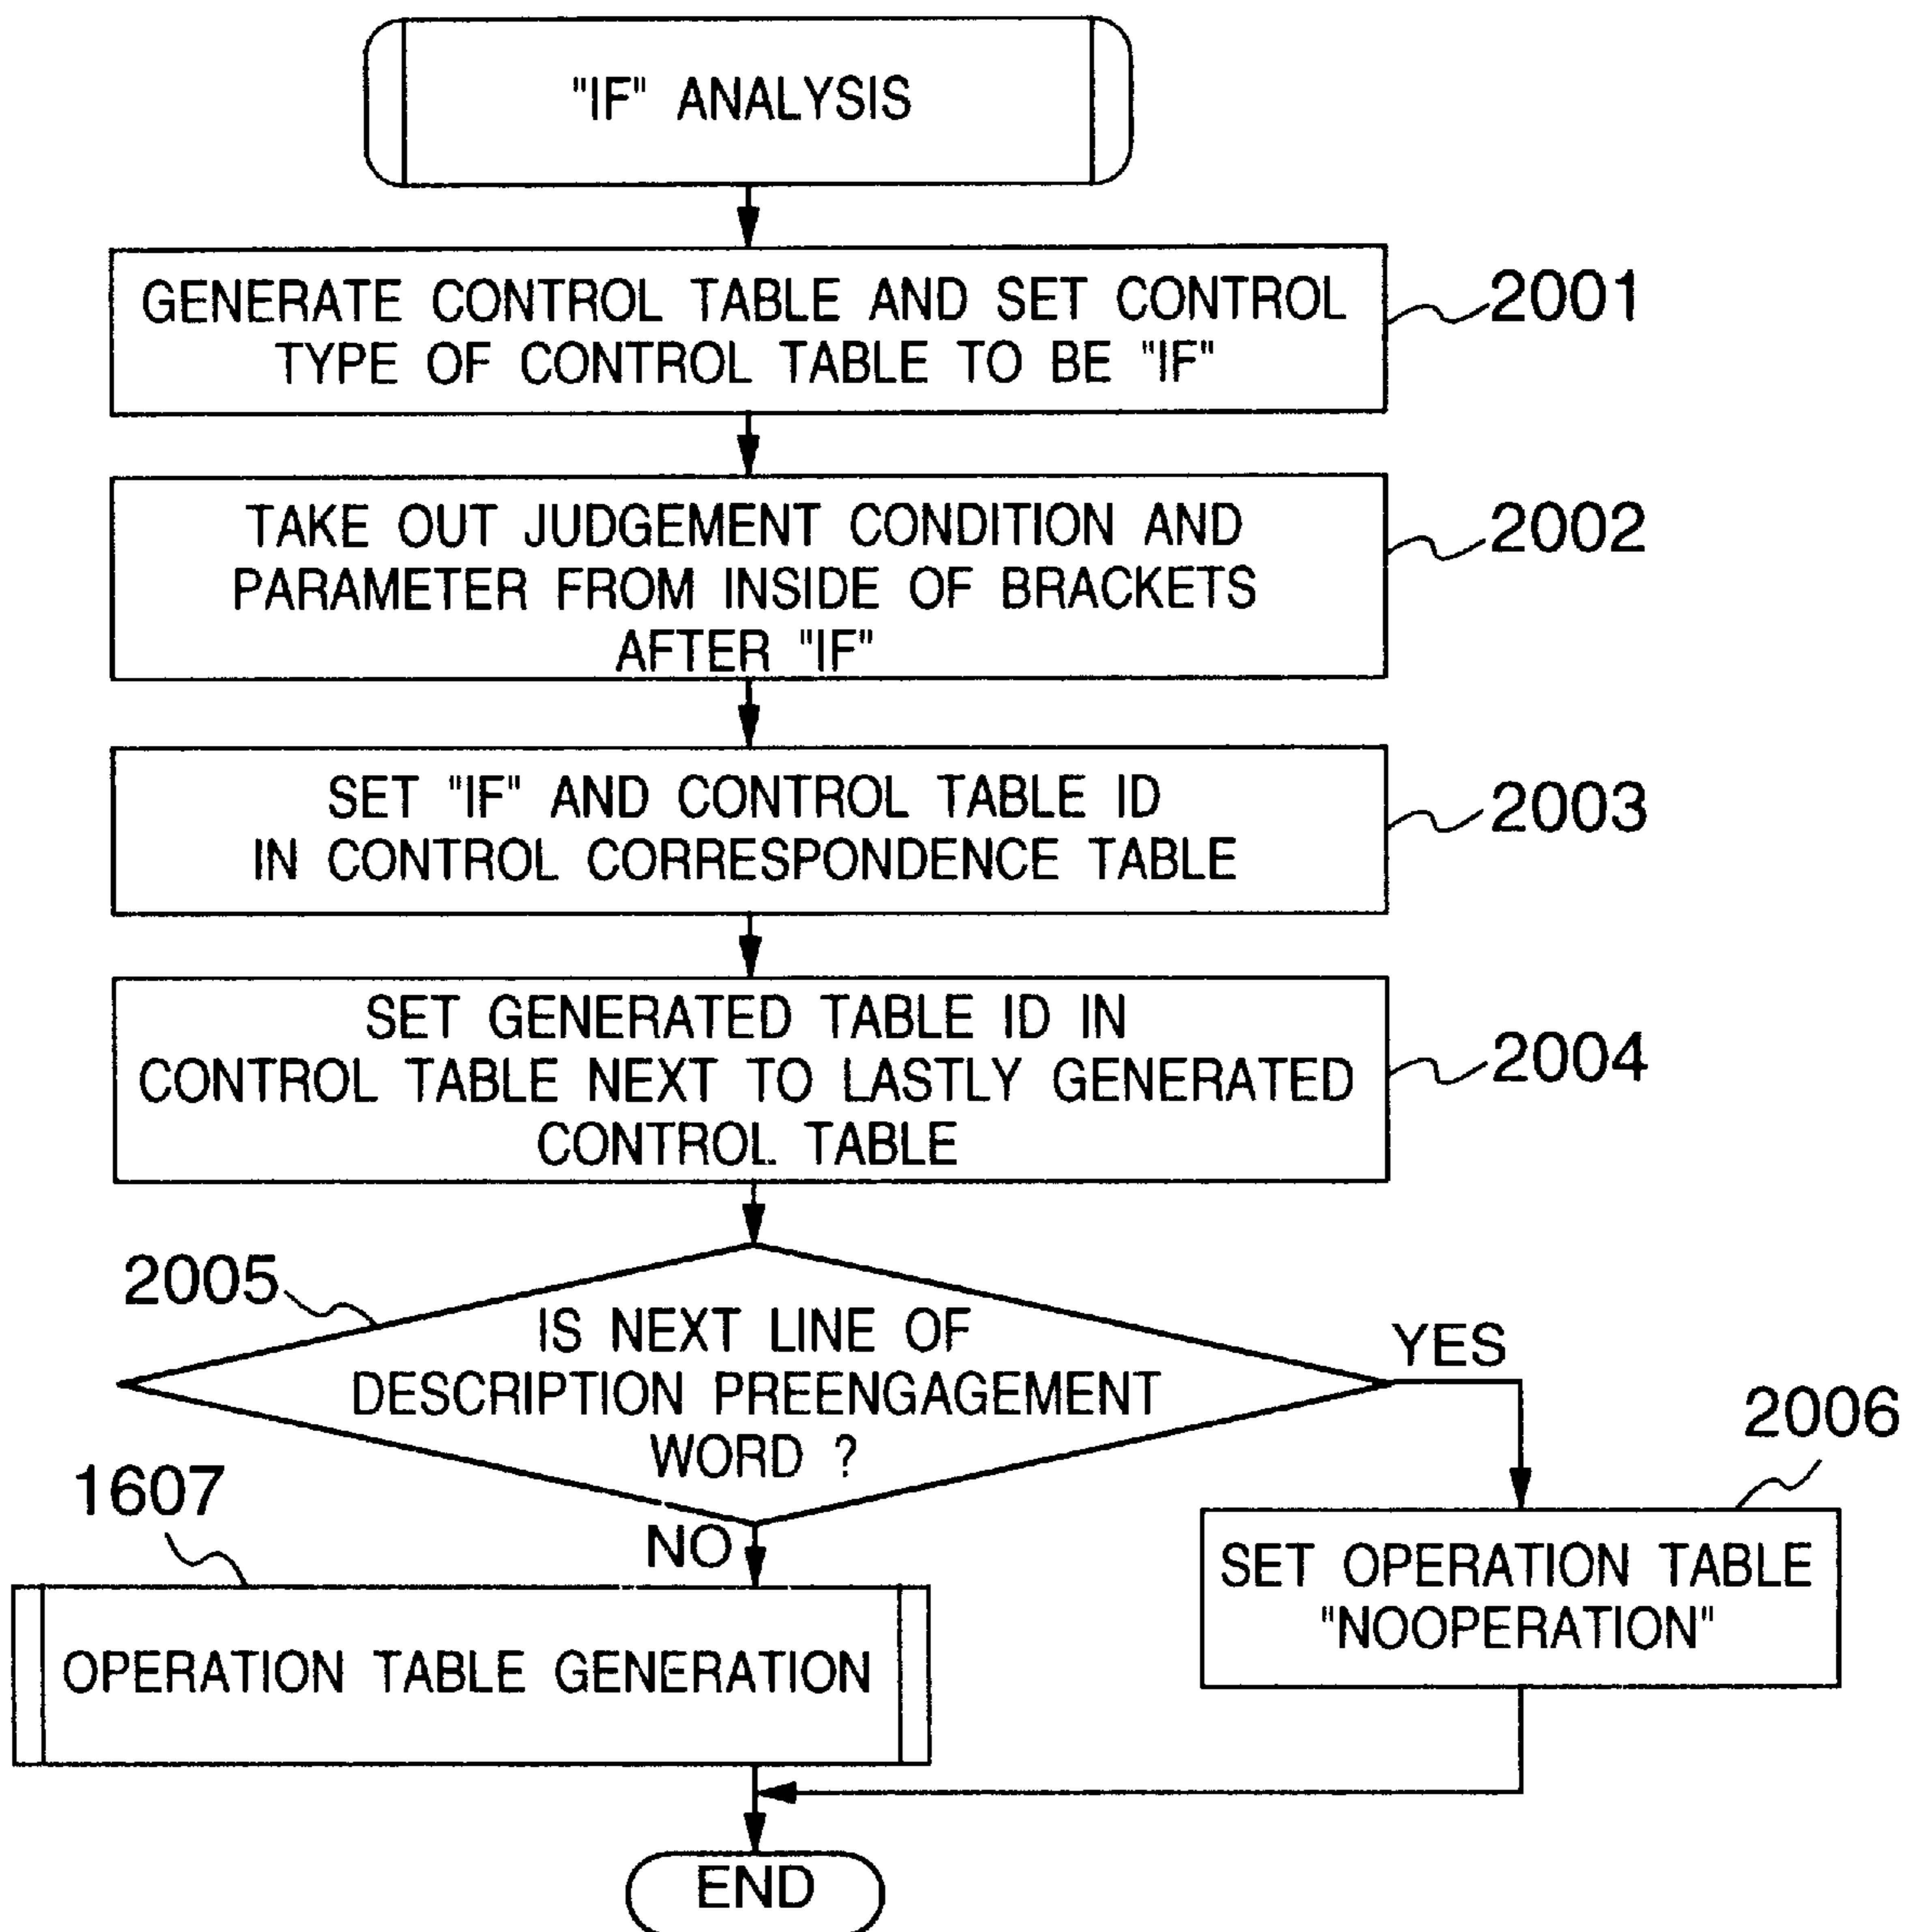 "IF" ANALYSIS
GENERATE CONTROL TABLE AND SET CONTROL
TYPE OF CONTROL TABLE TO BE "IF"
2001
TAKE OUT JUDGEMENT CONDITION AND
PARAMETER FROM INSIDE OF BRACKETS
AFTER "IF"
2002
SET "IF" AND CONTROL TABLE ID
IN CONTROL CORRESPONDENCE TABLE
2003
SET GENERATED TABLE ID IN
CONTROL TABLE NEXT TO LASTLY GENERATED
CONTROL TABLE
2004
2005
IS NEXT LINE OF
DESCRIPTION PREENGAGEMENT
WORD ?
YES
2006
1607
NO
SET OPERATION TABLE
"NOOPERATION"
OPERATION TABLE GENERATION
END